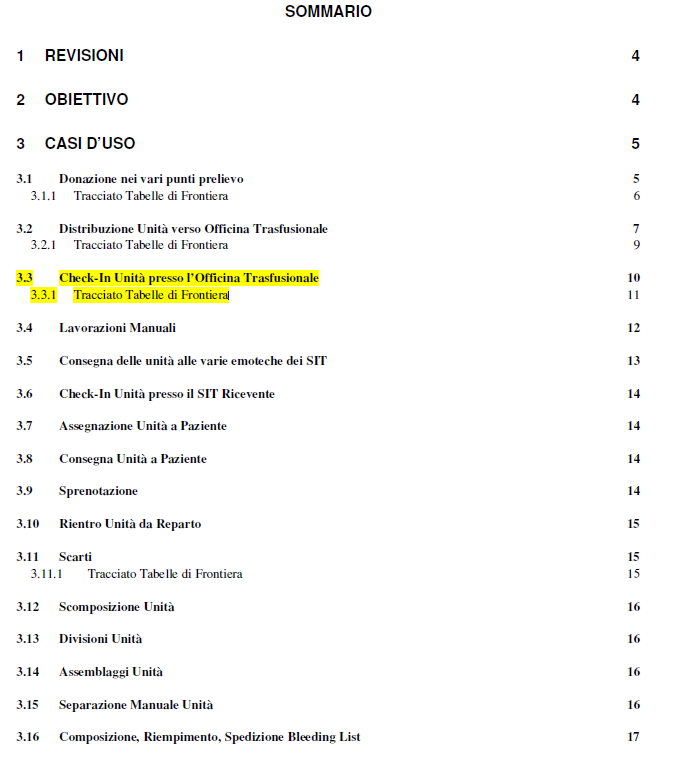 SOMMARIO
1 REVISIONI 4
2 OBIETTIVO 4
3 CASI D'USO 5
3.1 Donazione nei vari punti prelievo 5
3.1.1 Tracciato Tabelle di Frontiera 6
3.2 Distribuzione Unità verso Officina Trasfusionale 7
3.2.1 Tracciato Tabelle di Frontiera 9
3.3 Check-In Unità presso l'Officina Trasfusionale 10
3.3.1 Tracciato Tabelle di Frontiera 11
3.4 Lavorazioni Manuali 12
3.5 Consegna delle unità alle varie emoteche dei SIT 13
3.6 Check-In Unità presso il SIT Ricevente 14
3.7 Assegnazione Unità a Paziente 14
3.8 Consegna Unità a Paziente 14
3.9 Sprenotazione 14
3.10 Rientro Unità da Reparto 15
3.11 Scarti 15
3.11.1 Tracciato Tabelle di Frontiera 15
3.12 Scomposizione Unità 16
3.13 Divisioni Unità 16
3.14 Assemblaggi Unità 16
3.15 Separazione Manuale Unità 16
3.16 Composizione, Riempimento, Spedizione Bleeding List 17